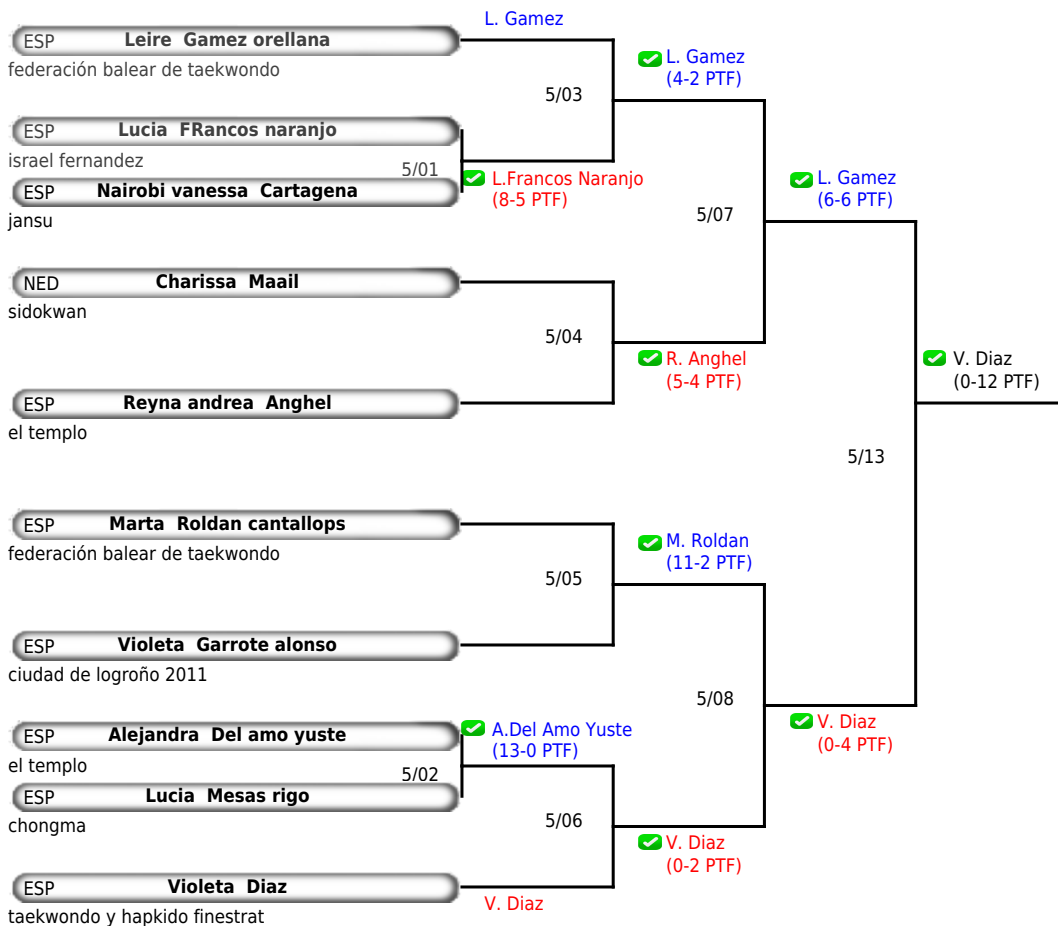 L. Gamez
ESP Leire Gamez orellana
federación balear de taekwondo
L. Gamez
(4-2 PTF)
5/03
ESP Lucia FRancos naranjo
israel fernandez
5/01
ESP Nairobi vanessa Cartagena
jansu
L.Francos Naranjo
(8-5 PTF)
L. Gamez
(6-6 PTF)
5/07
NED Charissa Maail
sidokwan
5/04
R. Anghel
(5-4 PTF)
V. Diaz
(0-12 PTF)
ESP Reyna andrea Anghel
el templo
5/13
ESP Marta Roldan cantallops
federación balear de taekwondo
M. Roldan
(11-2 PTF)
5/05
ESP Violeta Garrote alonso
ciudad de logroño 2011
5/08
ESP Alejandra Del amo yuste
el templo
A.Del Amo Yuste
(13-0 PTF)
V. Diaz
(0-4 PTF)
5/02
ESP Lucia Mesas rigo
chongma
5/06
V. Diaz
(0-2 PTF)
ESP Violeta Diaz
taekwondo y hapkido finestrat
V. Diaz